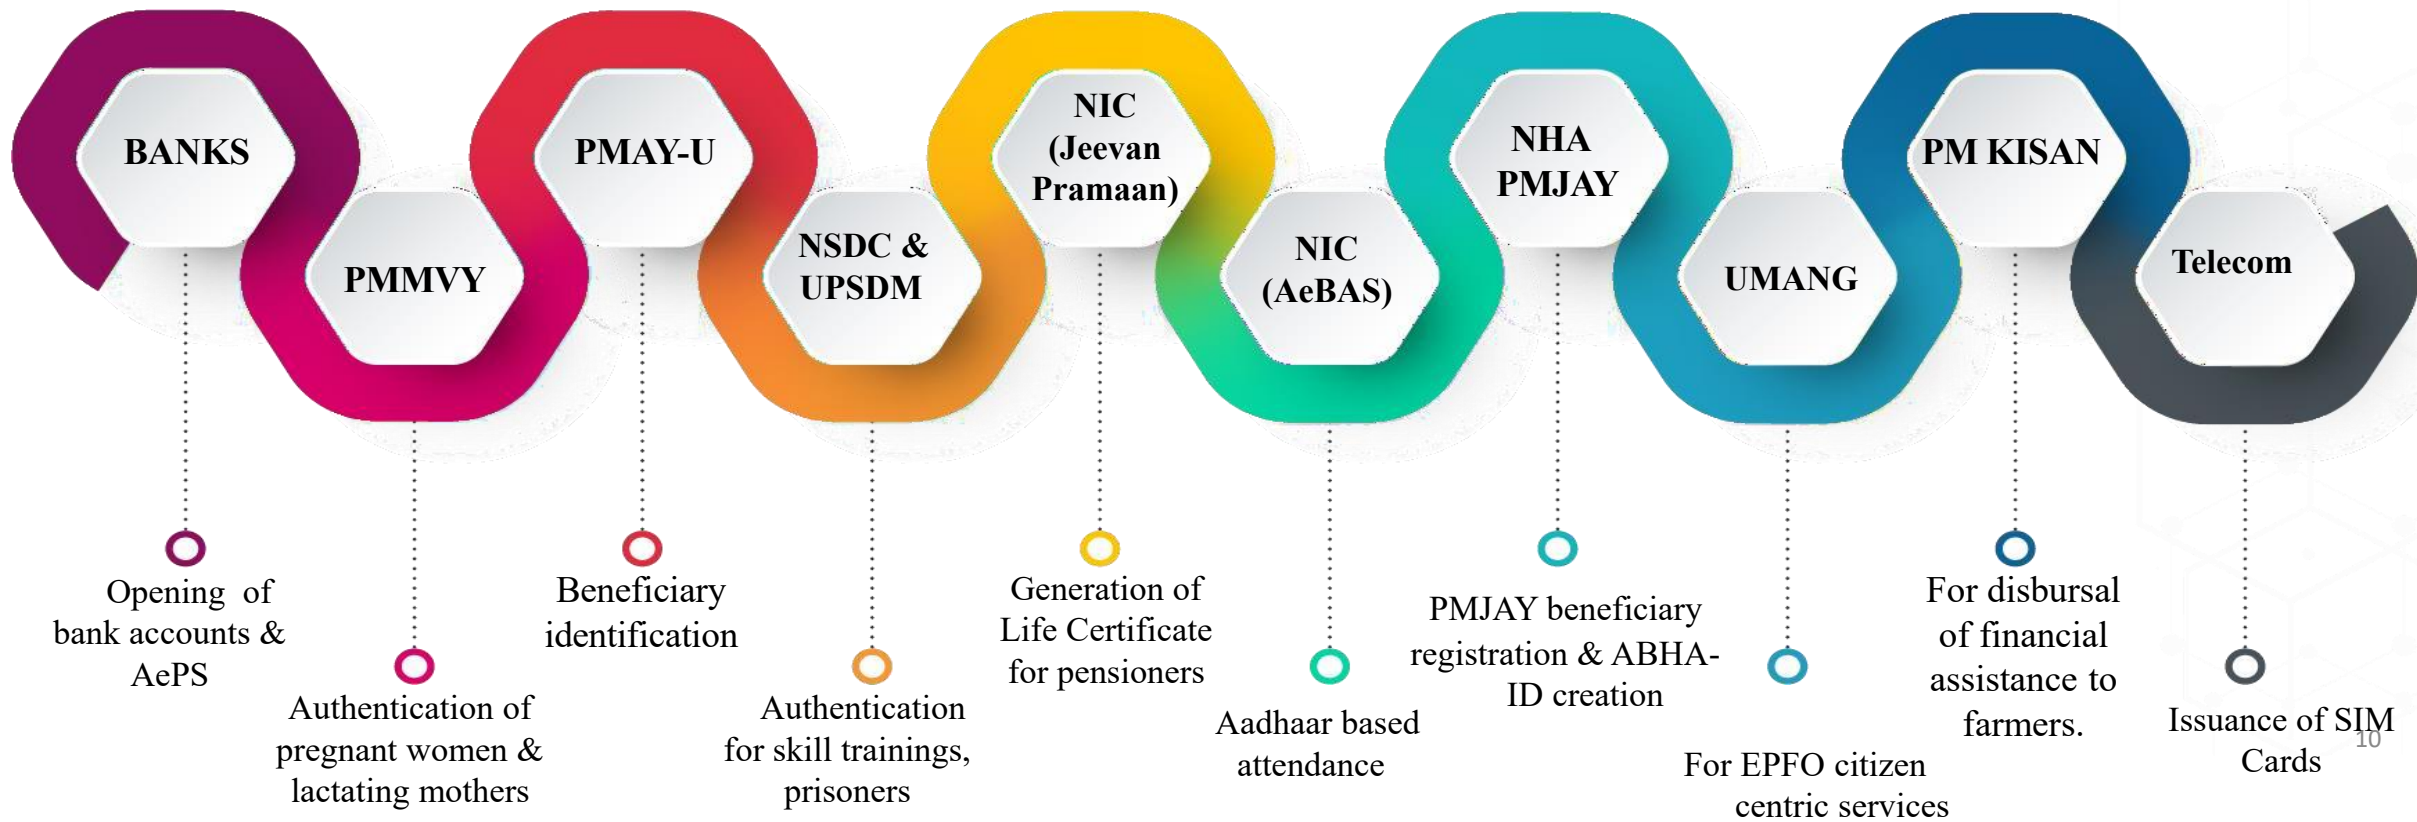 BANKS
PMMVY
PMAY-U
NSDC &
UPSDM
NIC
(Jeevan
Pramaan)
NIC
(AeBAS)
NHA
PMJAY
UMANG
PM KISAN
Telecom
Opening of
bank accounts &
AePS
Authentication of
pregnant women &
lactating mothers
Beneficiary
identification
Authentication
for skill trainings,
prisoners
Generation of
Life Certificate
for pensioners
Aadhaar based
attendance
PMJAY beneficiary
registration & ABHA-
ID creation
For EPFO citizen
centric services
For disbursal
of financial
assistance to
farmers.
Issuance of SIM
Cards
10